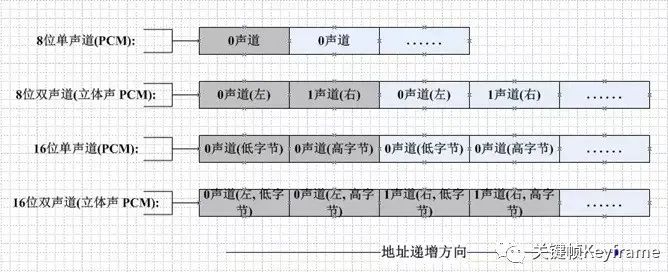 8位单声道(PCM): 0声道 0声道 ......
8位双声道(立体声 PCM): 0声道(左) 1声道(右) 0声道(左) 1声道(右) ......
16位单声道(PCM): 0声道(低字节) 0声道(高字节) 0声道(低字节) 0声道(高字节) ......
16位双声道(立体声 PCM): 0声道(左, 低字节) 0声道(左, 高字节) 1声道(右, 低字节) 1声道(右, 高字节) ......
地址递增方向
关键帧Keyframe